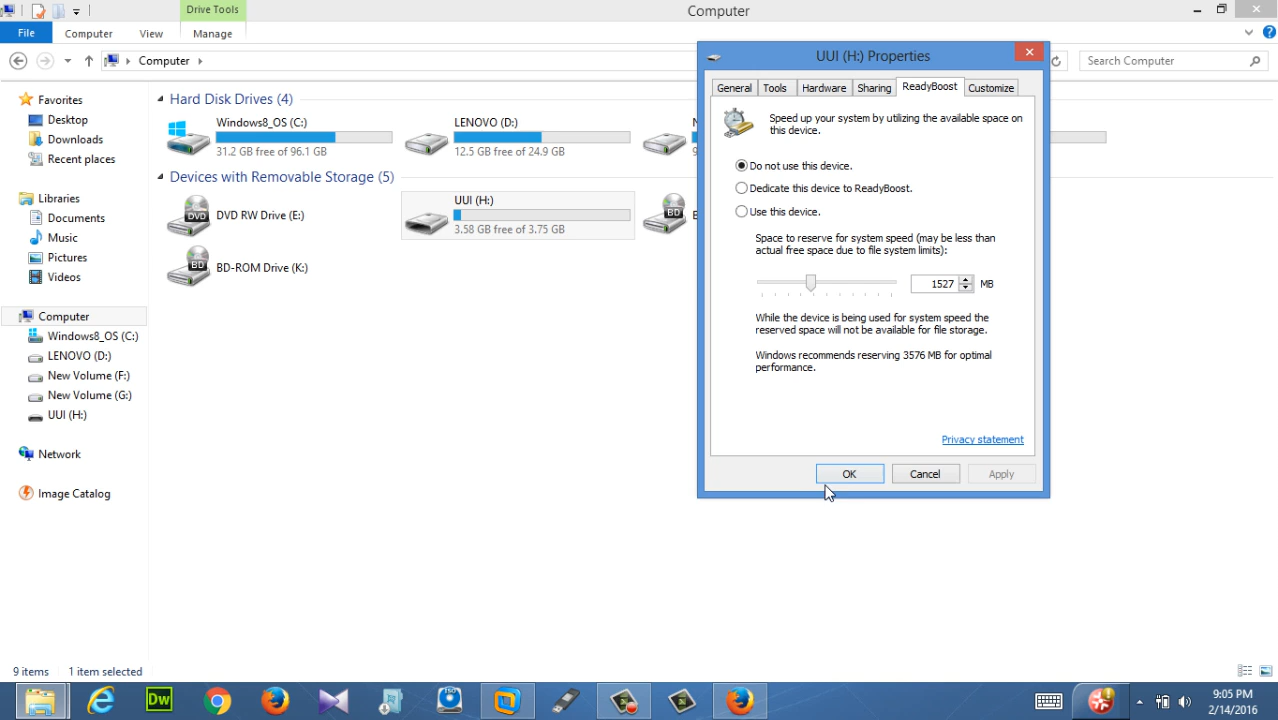 Drive Tools
Computer
File
Computer
View
Manage
Computer
Search Computer
Favorites
Desktop
Downloads
Recent places
Libraries
Documents
Music
Pictures
Videos
Computer
Windows8_OS (C:)
LENOVO (D:)
New Volume (F:)
New Volume (G:)
UUI (H:)
Network
Image Catalog
Hard Disk Drives (4)
Windows8_OS (C:)
31.2 GB free of 96.1 GB
LENOVO (D:)
12.5 GB free of 24.9 GB
Devices with Removable Storage (5)
DVD
DVD RW Drive (E:)
UUI (H:)
3.58 GB free of 3.75 GB
BD
BD
BD-ROM Drive (K:)
UUI (H:) Properties
General
Tools
Hardware
Sharing
ReadyBoost
Customize
Speed up your system by utilizing the available space on
this device.
Do not use this device.
Dedicate this device to ReadyBoost.
Use this device.
Space to reserve for system speed (may be less than
actual free space due to file system limits):
1527
MB
While the device is being used for system speed the
reserved space will not be available for file storage.
Windows recommends reserving 3576 MB for optimal
performance.
Privacy statement
OK
Cancel
Apply
9 items
1 item selected
Dw
ISO
9:05 PM
2/14/2016